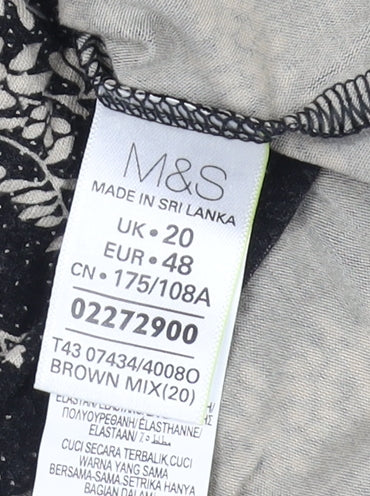 M&S
MADE IN SRI LANKA
UK • 20
EUR • 48
CN • 175/108A
02272900
T43 07434/4008O
BROWN MIX(20)
ΠΟΛΥΟΥΡΕΘΑΝΗ/ELASTHANNE/
ELASTAAN/
CUCI SECARA TERBALIK.CUCI
WARNA YANG SAMA
BERSAMA-SAMA.SETRIKA HANYA
BAGIAN DALAM